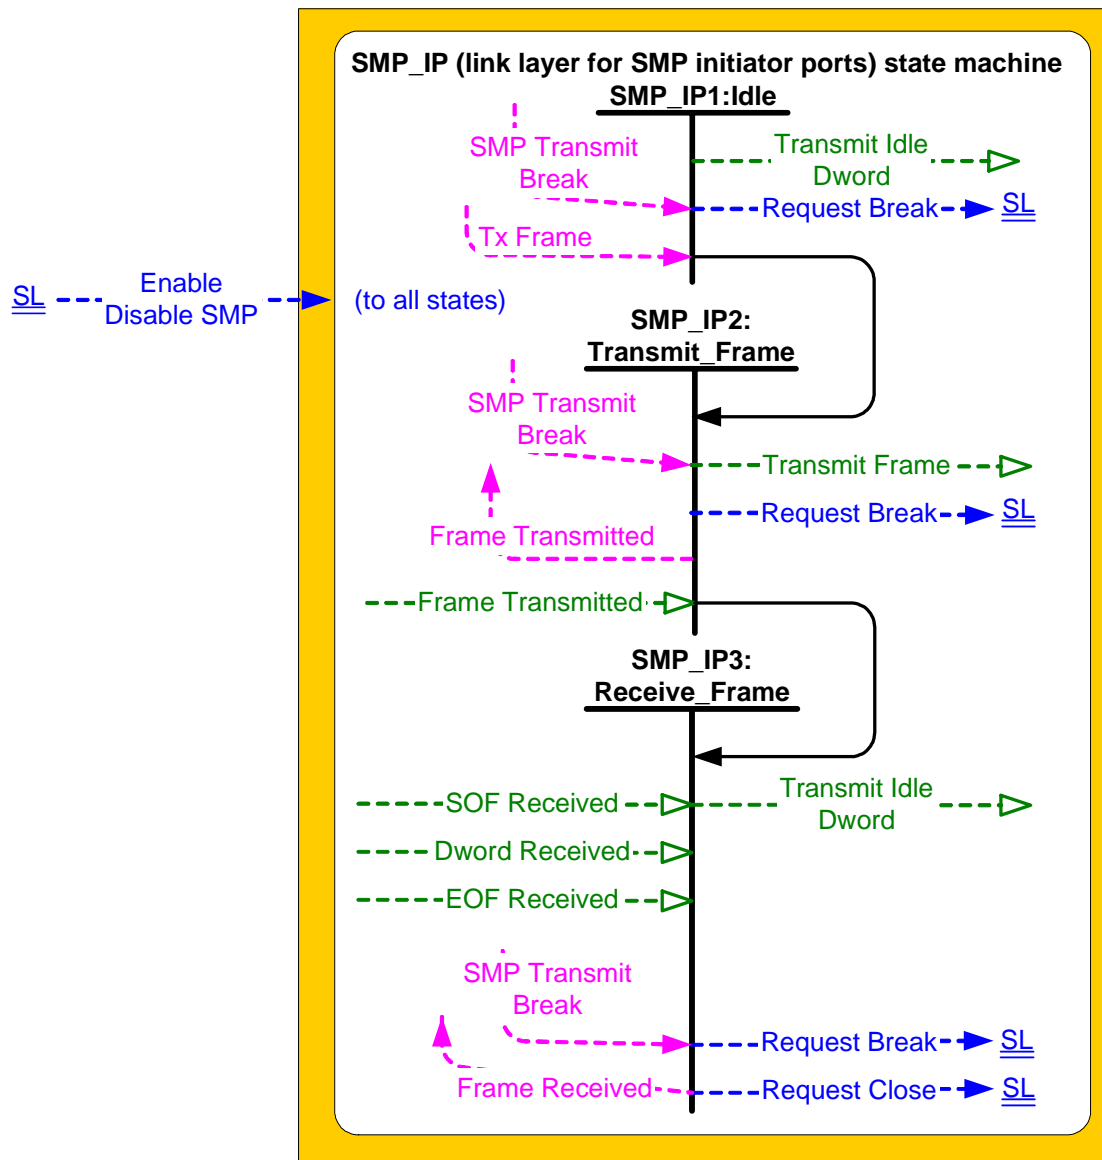 SMP_IP (link layer for SMP initiator ports) state machine
SMP_IP1:Idle
SMP Transmit
Break
Transmit Idle
Dword
Request Break
SL
Tx Frame
SL
Enable
Disable SMP
(to all states)
SMP_IP2:
Transmit_Frame
SMP Transmit
Break
Transmit Frame
Request Break
SL
Frame Transmitted
Frame Transmitted
SMP_IP3:
Receive_Frame
SOF Received
Transmit Idle
Dword
Dword Received
EOF Received
SMP Transmit
Break
Request Break
SL
Frame Received
Request Close
SL